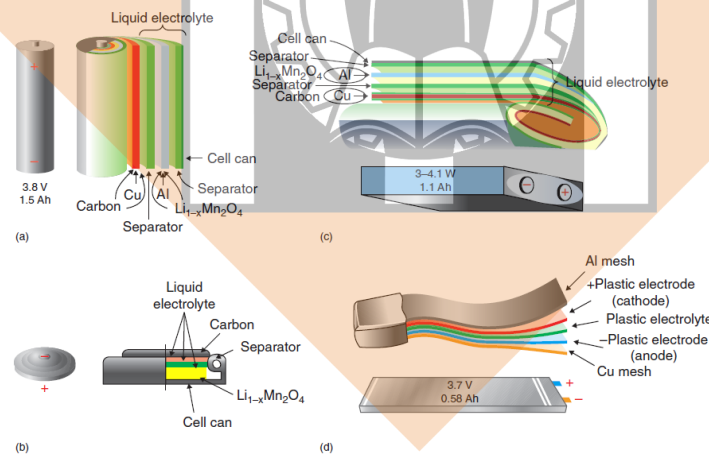 Liquid electrolyte
+
−
3.8 V
1.5 Ah
Cell can
Separator
Carbon
Cu
Al
Li1–xMn2O4
Separator
(a)
Cell can
Separator
Li1–xMn2O4 Al
Separator
Carbon Cu
Liquid electrolyte
3–4.1 W
1.1 Ah
−
+
(c)
Liquid
electrolyte
Carbon
Separator
Li1–xMn2O4
Cell can
−
+
(b)
Al mesh
+Plastic electrode
(cathode)
Plastic electrolyte
−Plastic electrode
(anode)
Cu mesh
3.7 V
0.58 Ah
+
−
(d)